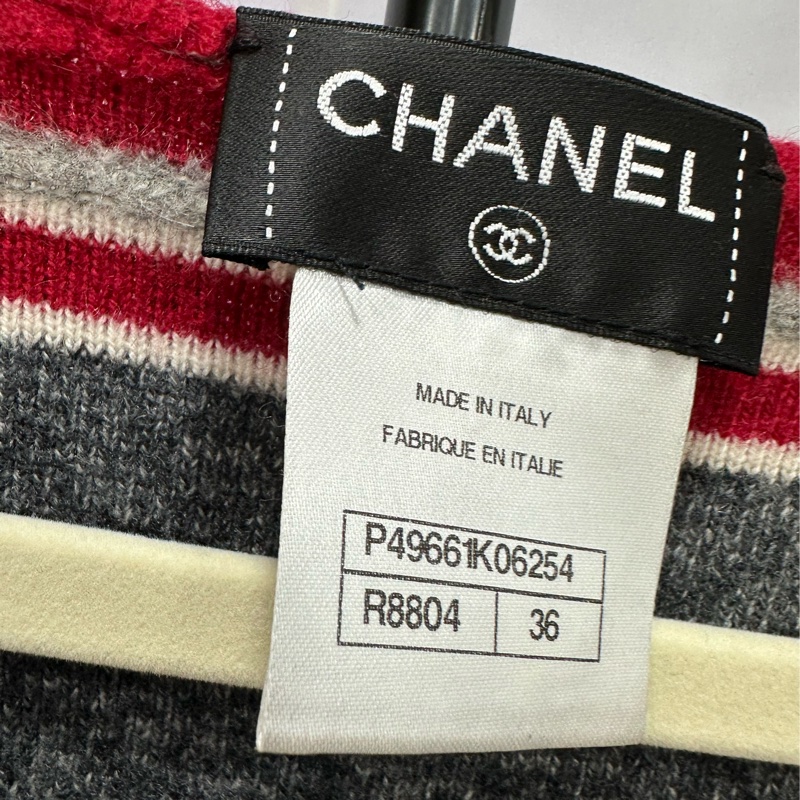 CHANEL
MADE IN ITALY
FABRIQUE EN ITALIE
P49661K06254
R8804 36